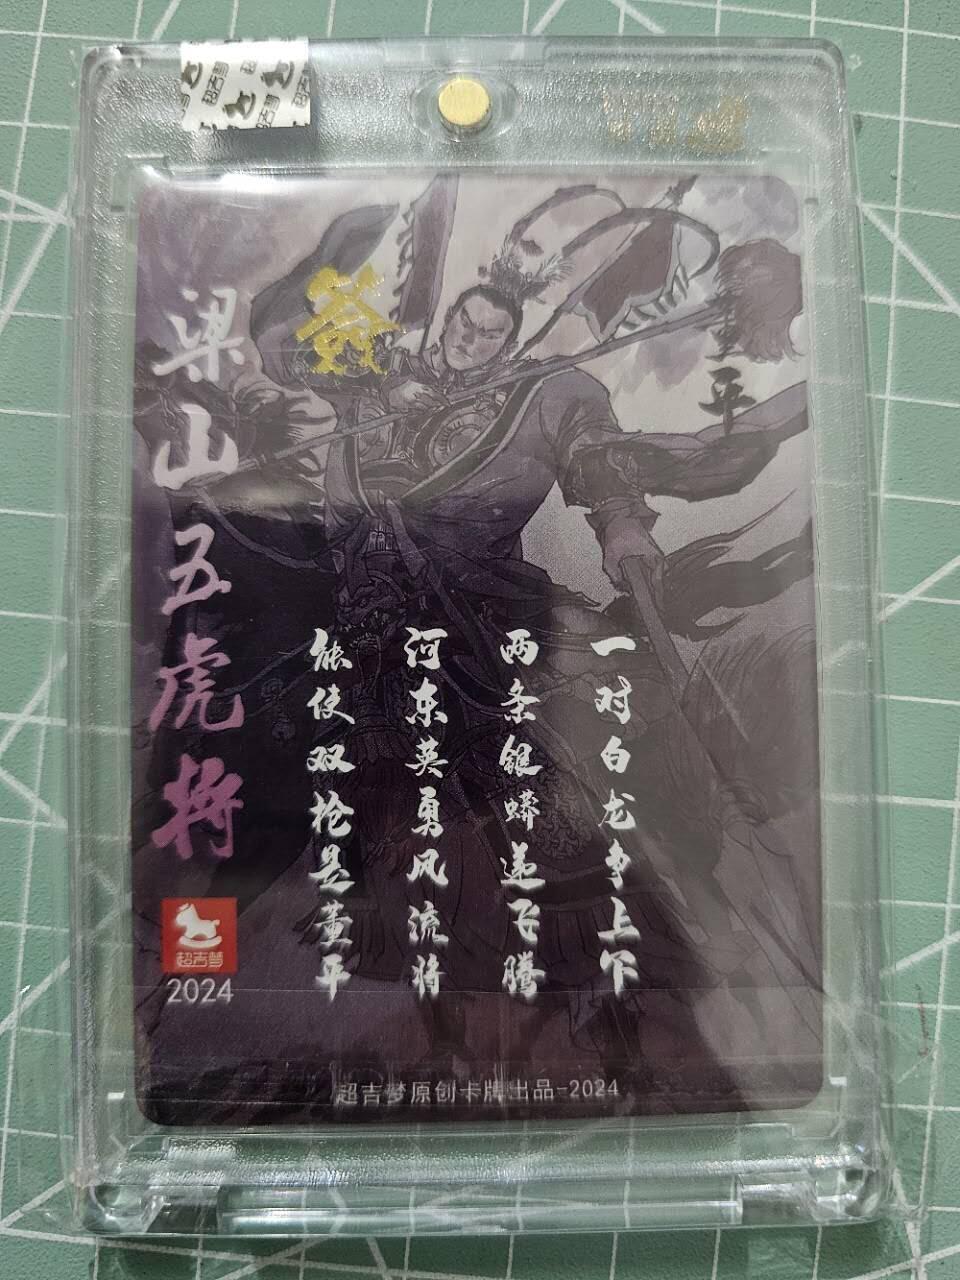 簽
董平
一对白龙争上下
两条银蟒递飞腾
河东英勇风流将
能使双枪是董平
梁山五虎将
超吉梦
2024
超吉梦原创卡牌出品-2024